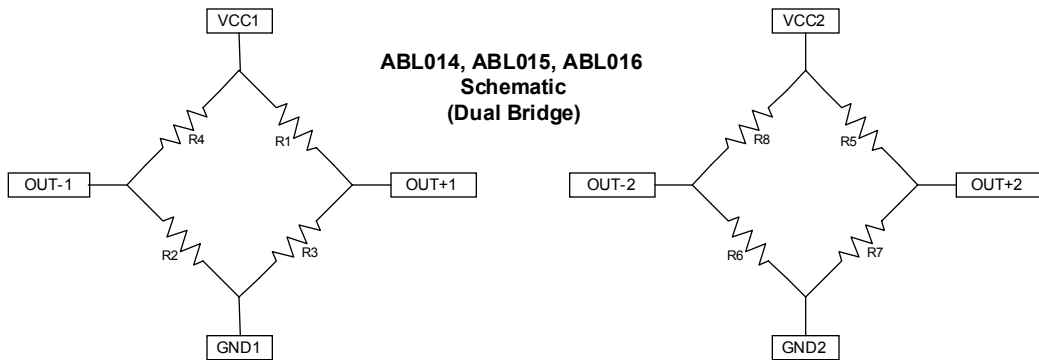 VCC1
VCC2
ABL014, ABL015, ABL016
Schematic
(Dual Bridge)
R4
R1
R8
R5
OUT-1
OUT+1
OUT-2
OUT+2
R2
R3
R6
R7
GND1
GND2